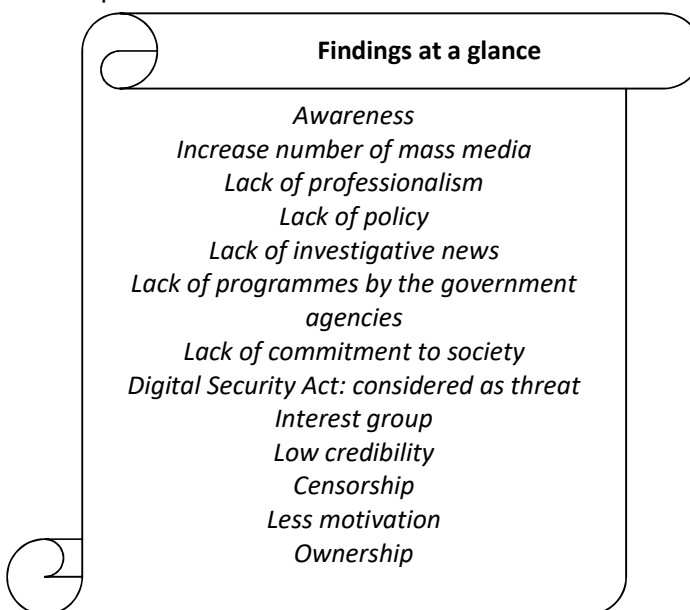 Findings at a glance
Awareness
Increase number of mass media
Lack of professionalism
Lack of policy
Lack of investigative news
Lack of programmes by the government
agencies
Lack of commitment to society
Digital Security Act: considered as threat
Interest group
Low credibility
Censorship
Less motivation
Ownership